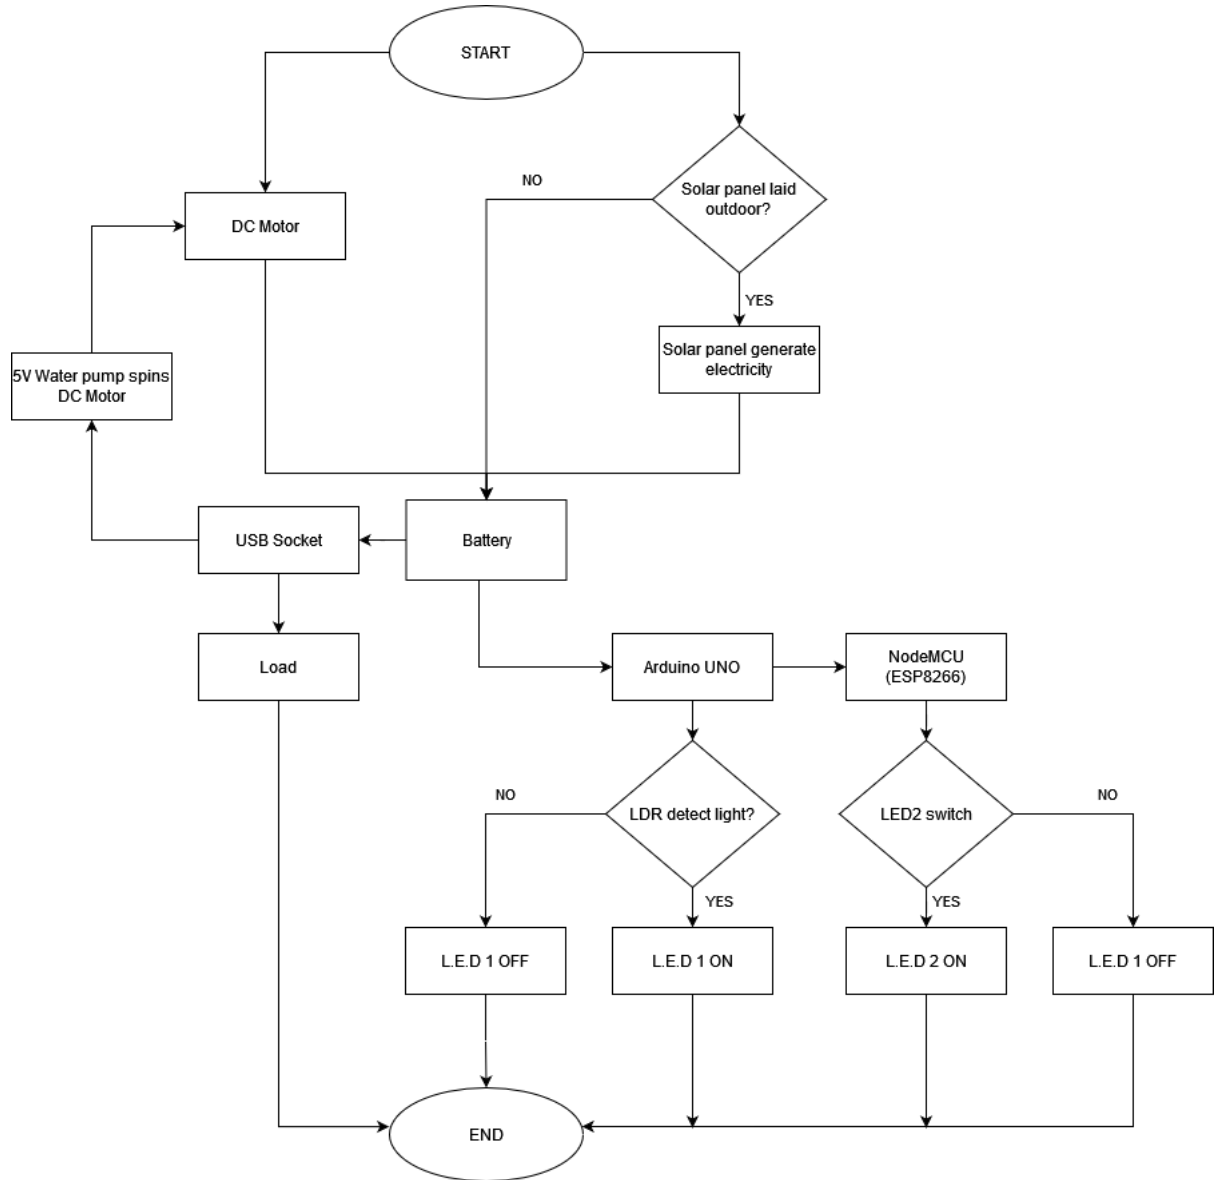 START
NO
Solar panel laid
outdoor?
DC Motor
YES
Solar panel generate
electricity
5V Water pump spins
DC Motor
USB Socket
Battery
Load
Arduino UNO
NodeMCU
(ESP8266)
NO
LDR detect light?
LED2 switch
NO
YES
YES
L.E.D 1 OFF
L.E.D 1 ON
L.E.D 2 ON
L.E.D 1 OFF
END